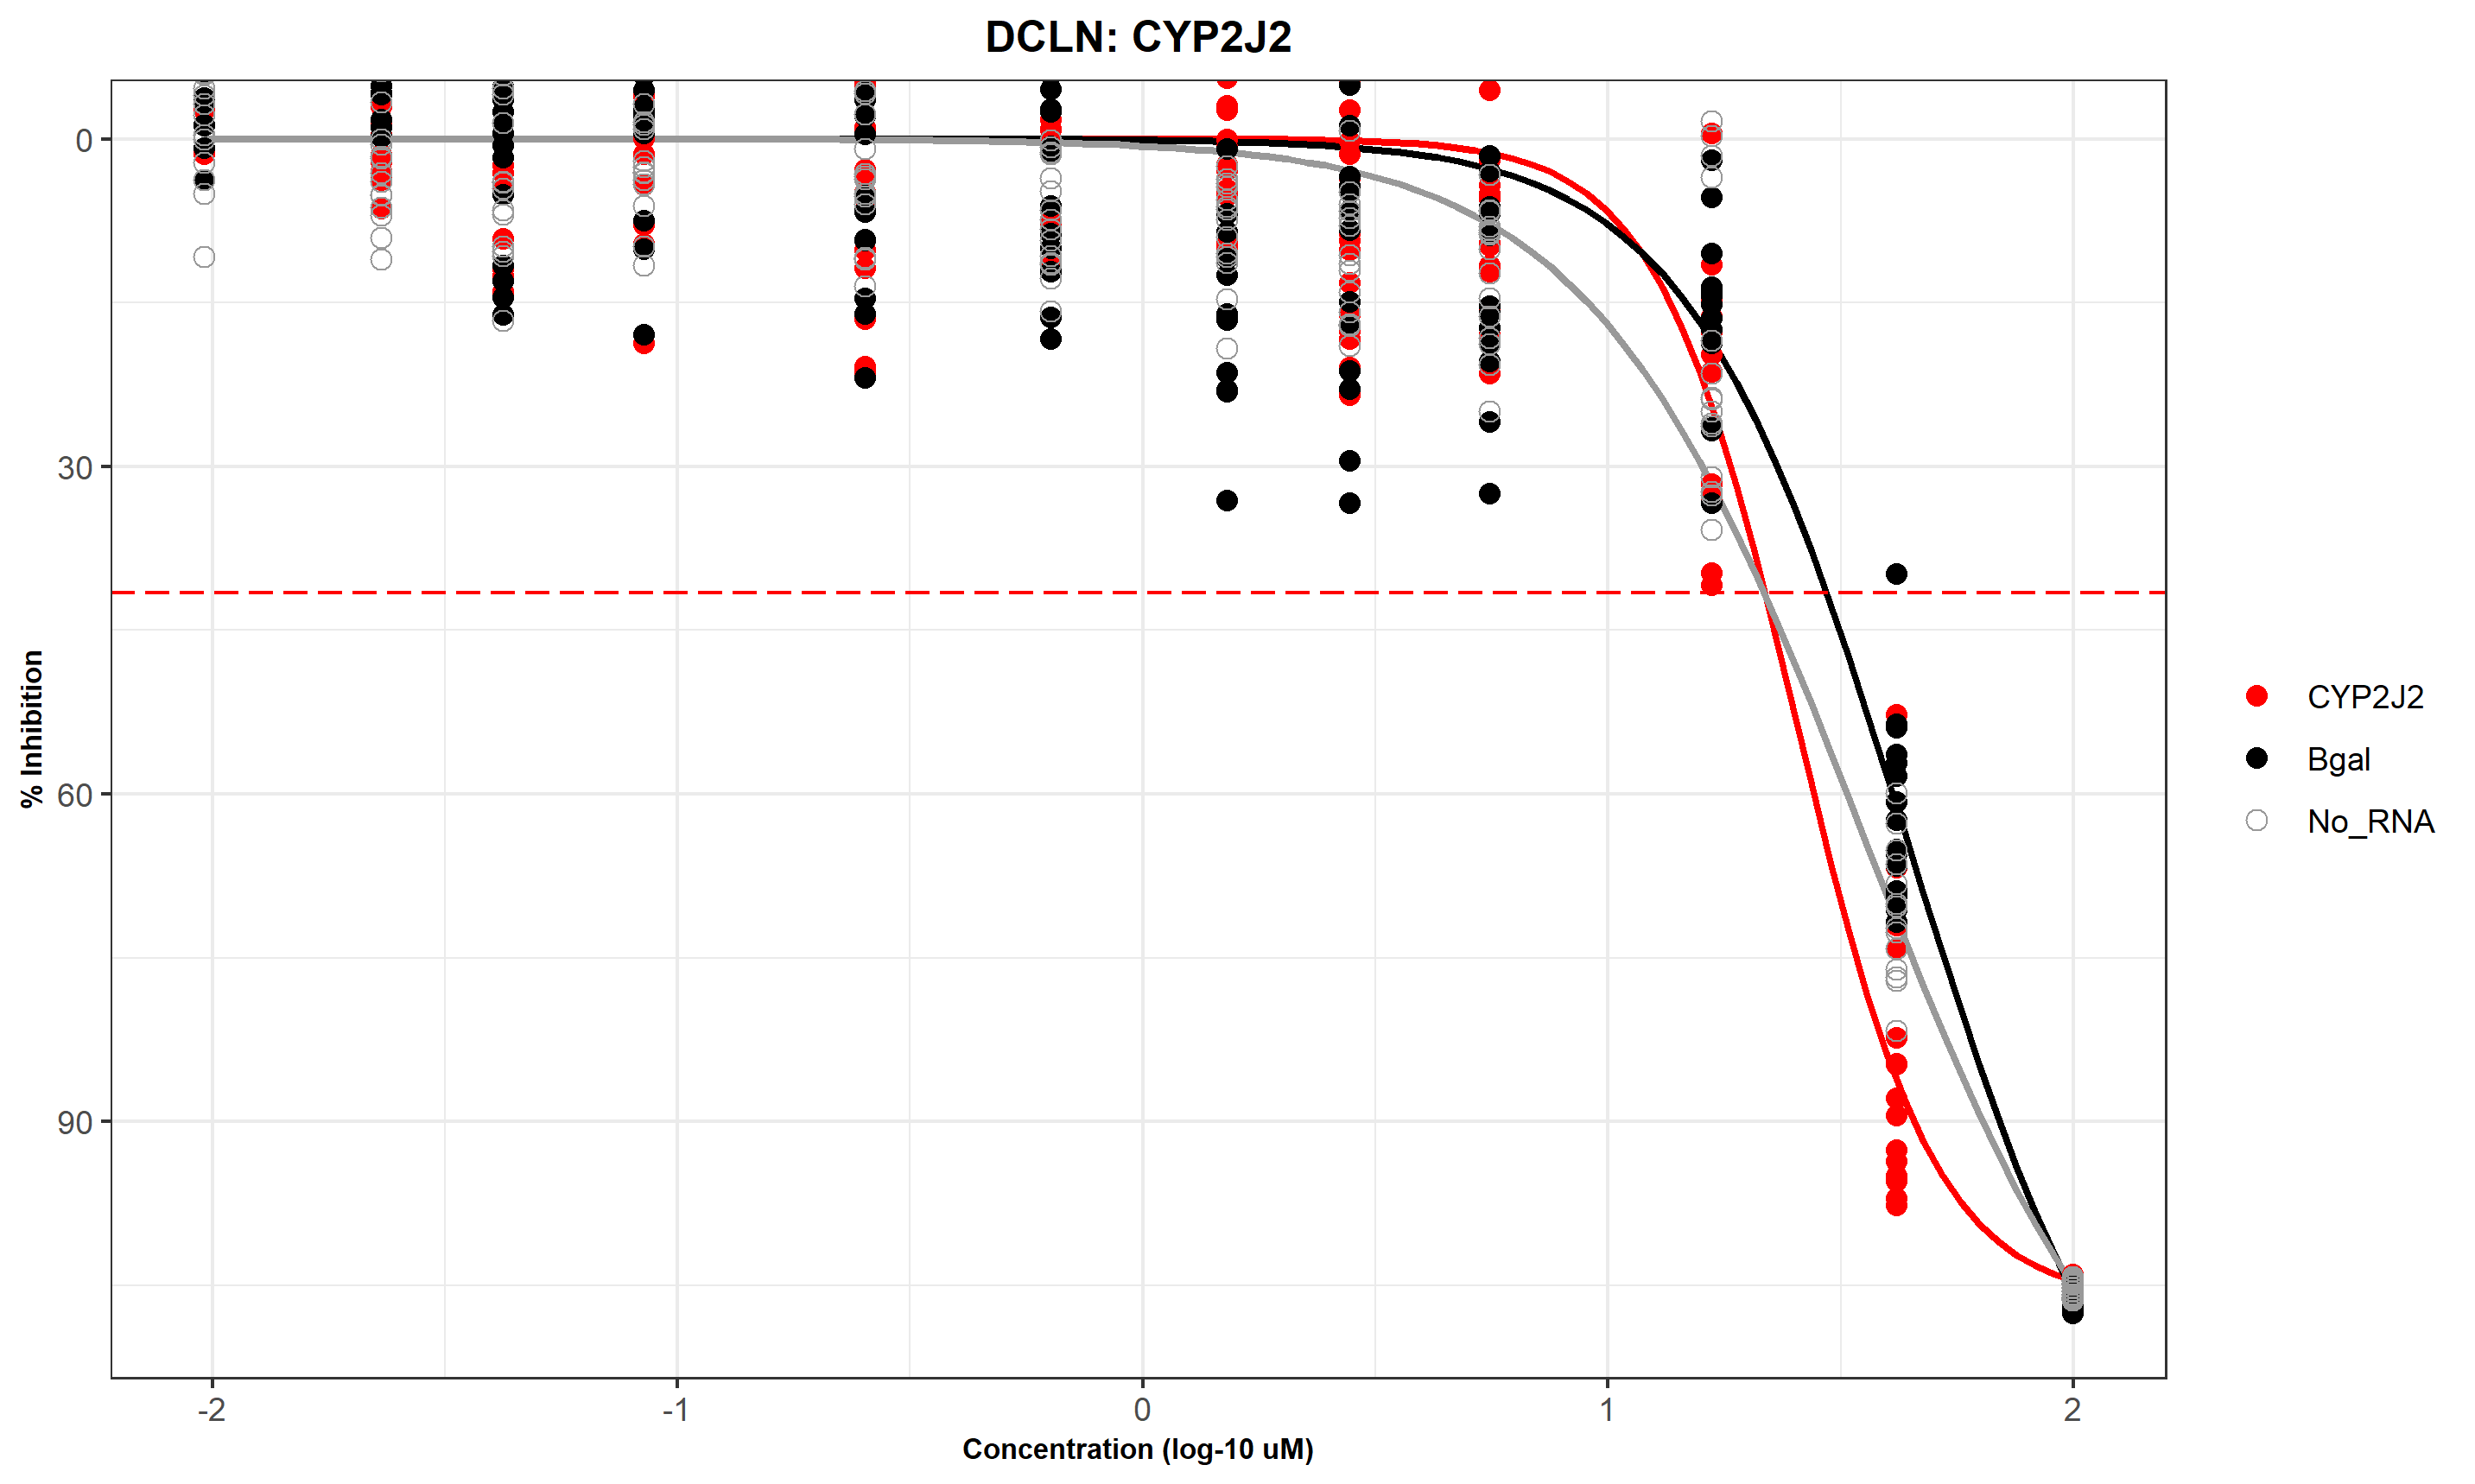 DCLN: CYP2J2
0
30
60
90
% Inhibition
-2
-1
0
1
2
Concentration (log-10 uM)
CYP2J2
Bgal
No_RNA